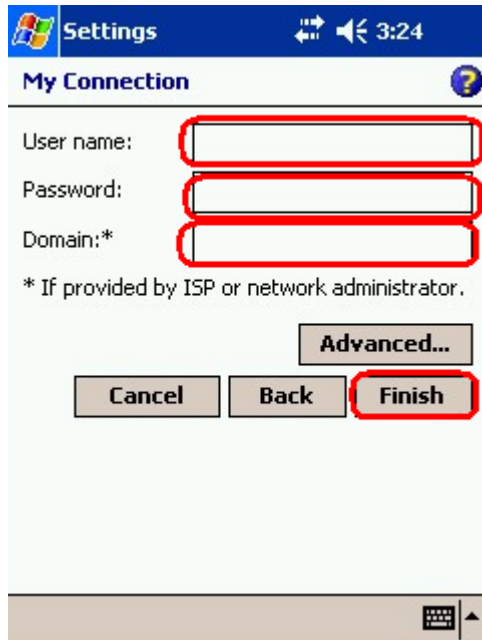 Settings 3:24
My Connection
User name:
Password:
Domain:*
* If provided by ISP or network administrator.
Advanced...
Cancel Back Finish